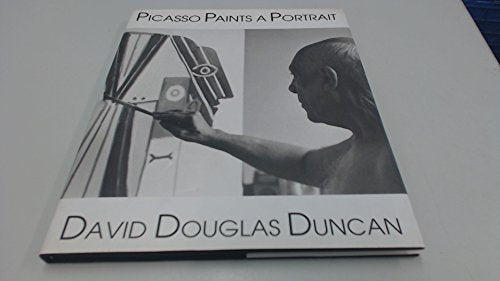 PICASSO PAINTS A PORTRAIT
DAVID DOUGLAS DUNCAN